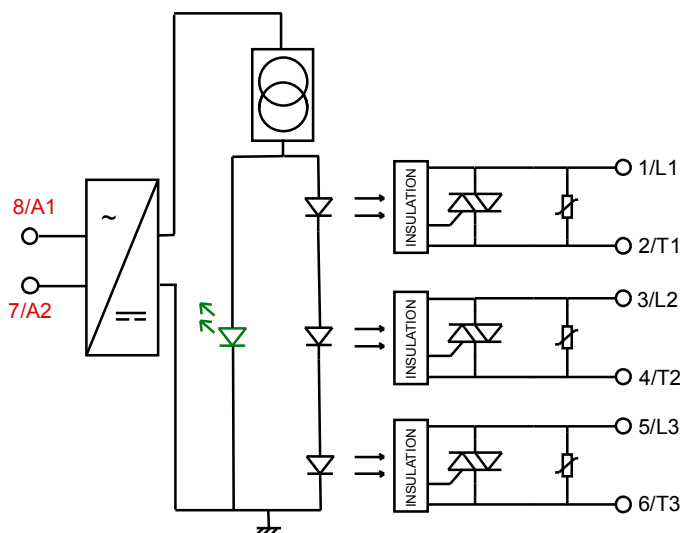 8/A1
7/A2
~
INSULATION
1/L1
2/T1
INSULATION
3/L2
4/T2
INSULATION
5/L3
6/T3